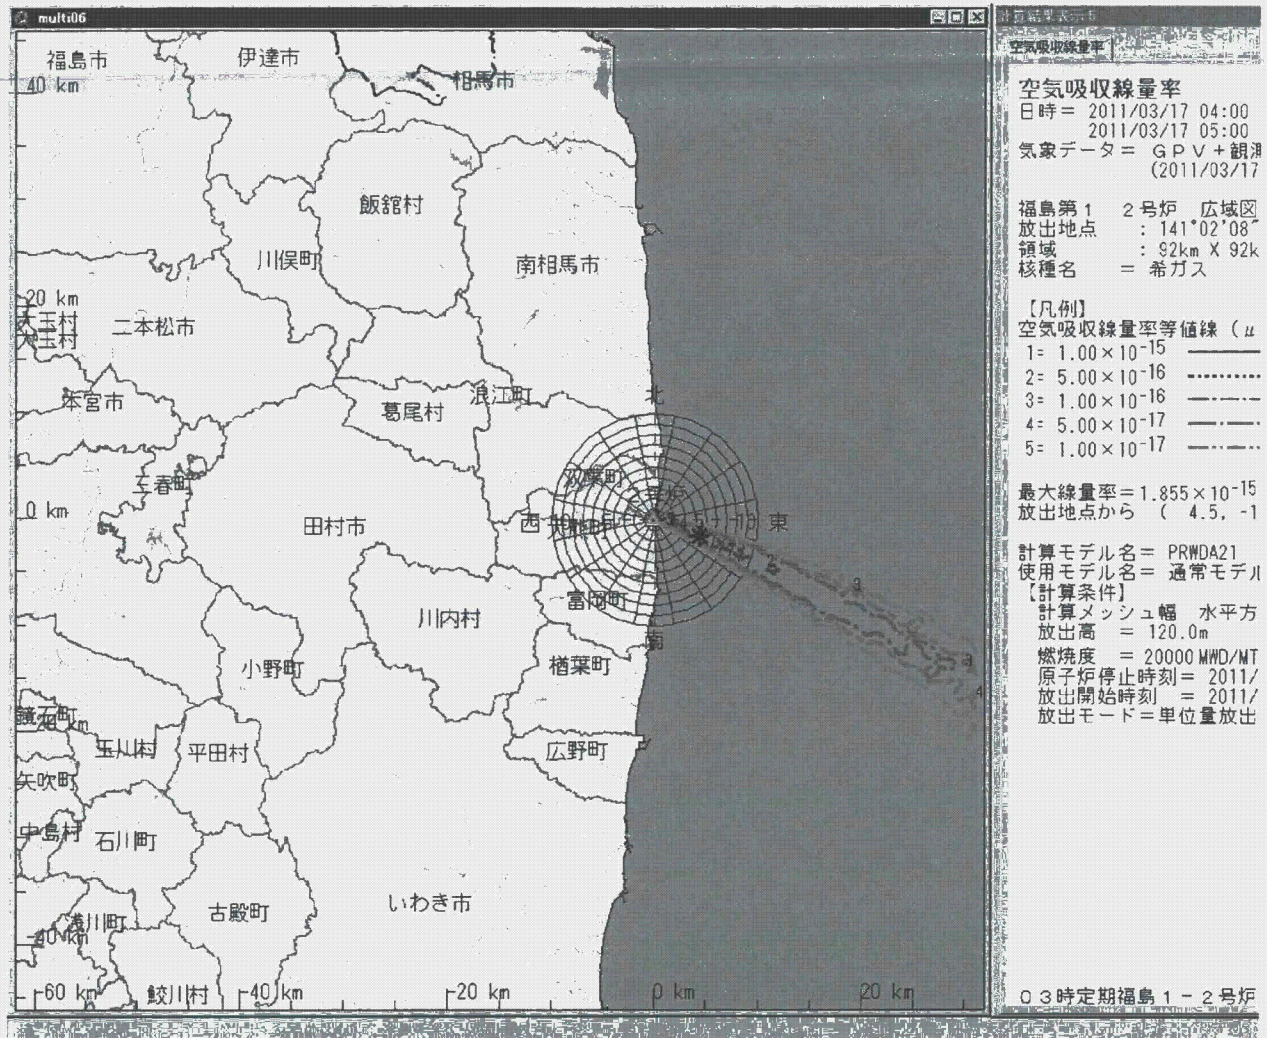 multi06
福島市
伊達市
相馬市
40 km
飯舘村
川俣町
南相馬市
20 km
大玉村
大玉村
二本松市
本宮市
葛尾村
浪江町
北
三春町
双葉町
0 km
田村市
西
東
川内村
富岡町
南
小野町
楢葉町
玉川村
平田村
広野町
矢吹町
中島村
石川町
いわき市
古殿町
浅川町
-40 km
鮫川村
-60 km
-40 km
-20 km
0 km
20 km
2
3
3
4
空気吸収線量率
空気吸収線量率
日時= 2011/03/17 04:00
2011/03/17 05:00
気象データ= GPV+観測
(2011/03/17
福島第1 2号炉 広域図
放出地点 : 141°02'08"
領域 : 92km X 92k
核種名 = 希ガス
【凡例】
空気吸収線量率等値線 (μ
1= 1.00×10⁻¹⁵
2= 5.00×10⁻¹⁶
3= 1.00×10⁻¹⁶
4= 5.00×10⁻¹⁷
5= 1.00×10⁻¹⁷
最大線量率=1.855×10⁻¹⁵
放出地点から ( 4.5, -1
計算モデル名= PRWDA21
使用モデル名= 通常モデル
【計算条件】
計算メッシュ幅 水平方
放出高 = 120.0m
燃焼度 = 20000MWD/MT
原子炉停止時刻= 2011/
放出開始時刻 = 2011/
放出モード=単位量放出
03時定期福島1-2号炉